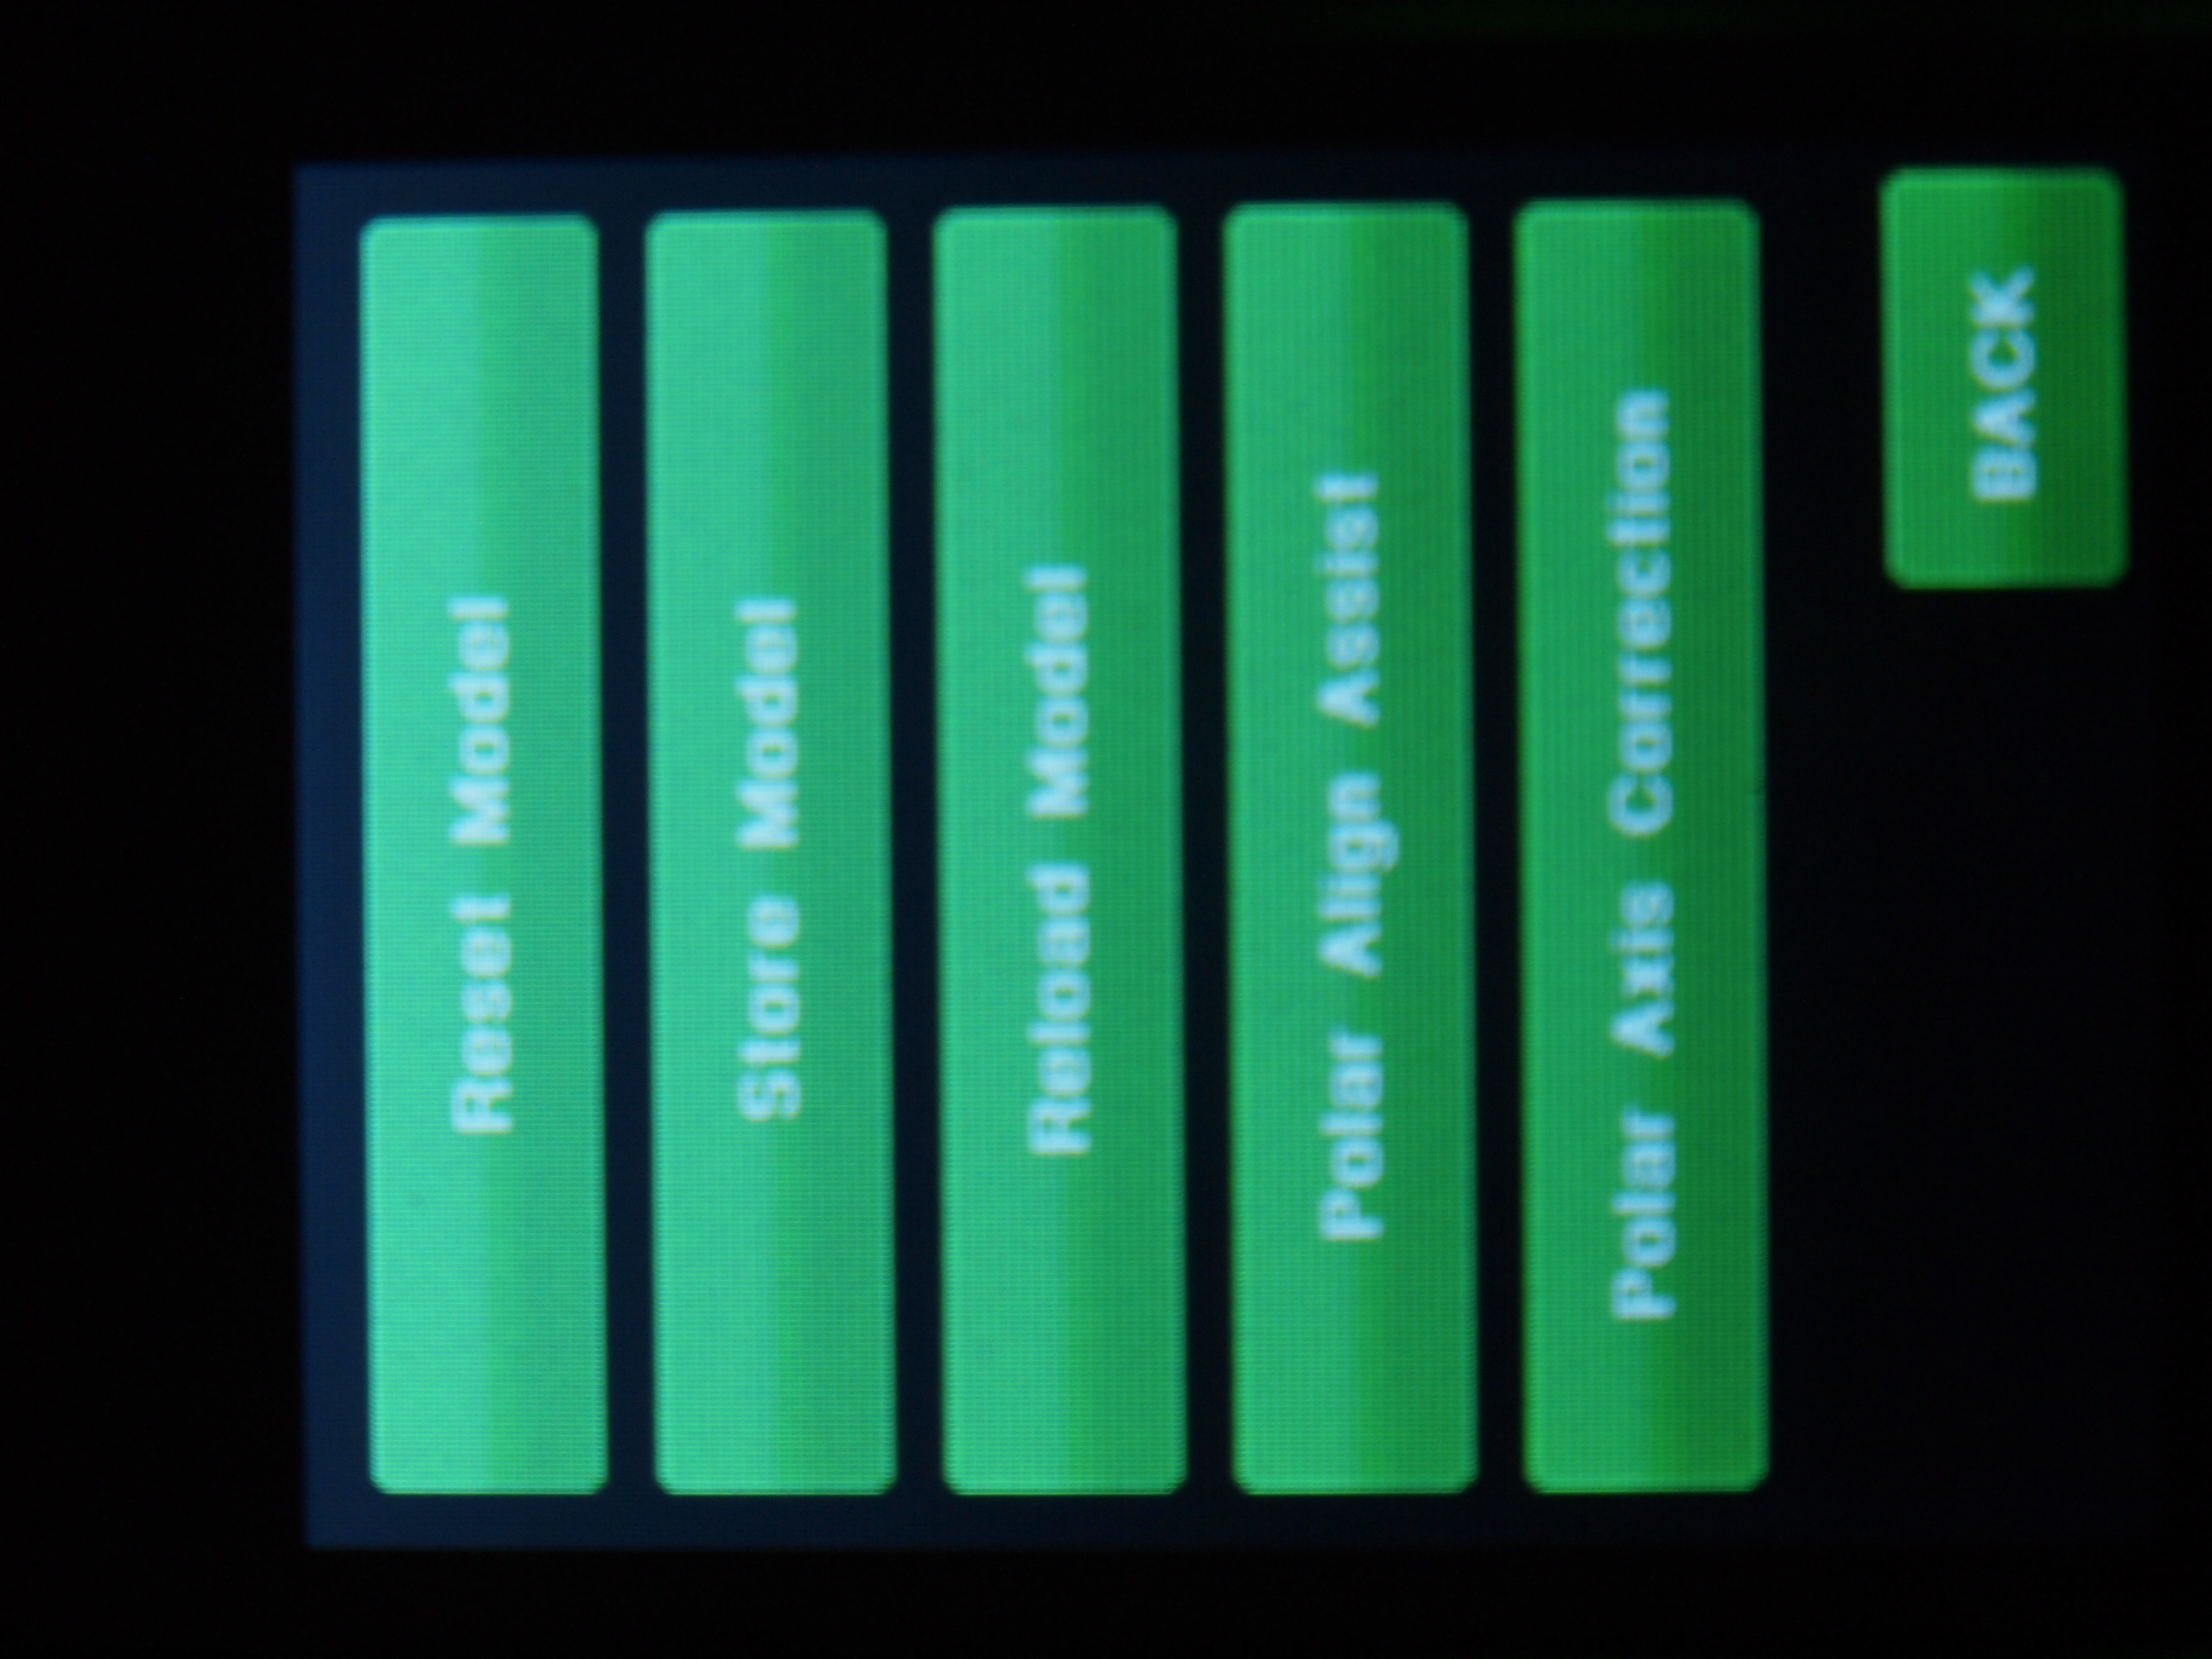 Reset Model
Store Model
Reload Model
Polar Align Assist
Polar Axis Correction
BACK